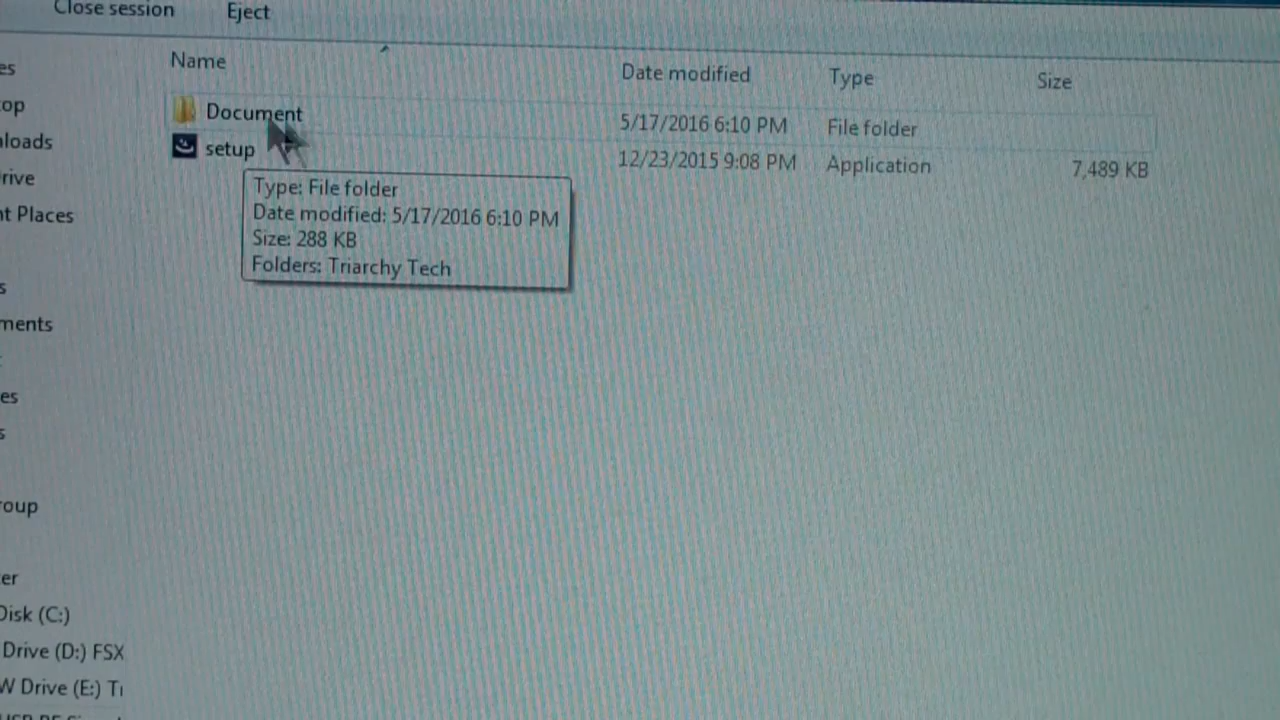 Close session Eject
Name Date modified Type Size
Document 5/17/2016 6:10 PM File folder
setup 12/23/2015 9:08 PM Application 7,489 KB
Type: File folder
Date modified: 5/17/2016 6:10 PM
Size: 288 KB
Folders: Triarchy Tech
es
op
nloads
rive
nt Places
s
ments
es
s
roup
er
Disk (C:)
Drive (D:) FSX
W Drive (E:) Tr